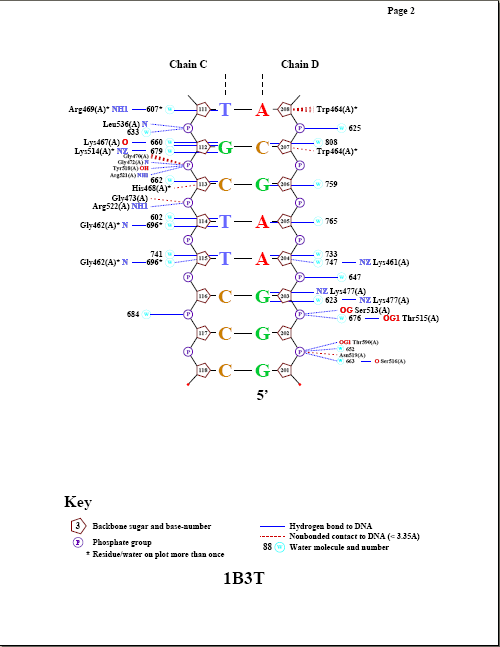 Page 2
Chain C Chain D
Arg469(A)* NH1 607* W 111 T A 208 Trp464(A)*
Leu536(A) N
633 W P P W 625
Lys467(A) O 660 W W 808
Lys514(A)* NZ 679 W 112 G C 207 Trp464(A)*
Gly470(A)
Gly472(A) N
Tyr518(A) OH P P
Arg521(A) NH1
662 W 113 C G 206 W 759
His468(A)*
Gly473(A)
Arg522(A) NH1 P P
602 W
Gly462(A)* N 696* W 114 T A 205 W 765
P P
741 W W 733
Gly462(A)* N 696* W 115 T A 204 W 747 NZ Lys461(A)
P P W 647
NZ Lys477(A)
116 C G 203 W 623 NZ Lys477(A)
OG Ser513(A)
684 W P P W 676 OG1 Thr515(A)
117 C G 202
OG1 Thr590(A)
W 652
P P Asn519(A)
W 663 O Ser516(A)
118 C G 201
5'
Key
3 Backbone sugar and base-number
P Phosphate group
* Residue/water on plot more than once
Hydrogen bond to DNA
Nonbonded contact to DNA (< 3.35A)
88 W Water molecule and number
1B3T